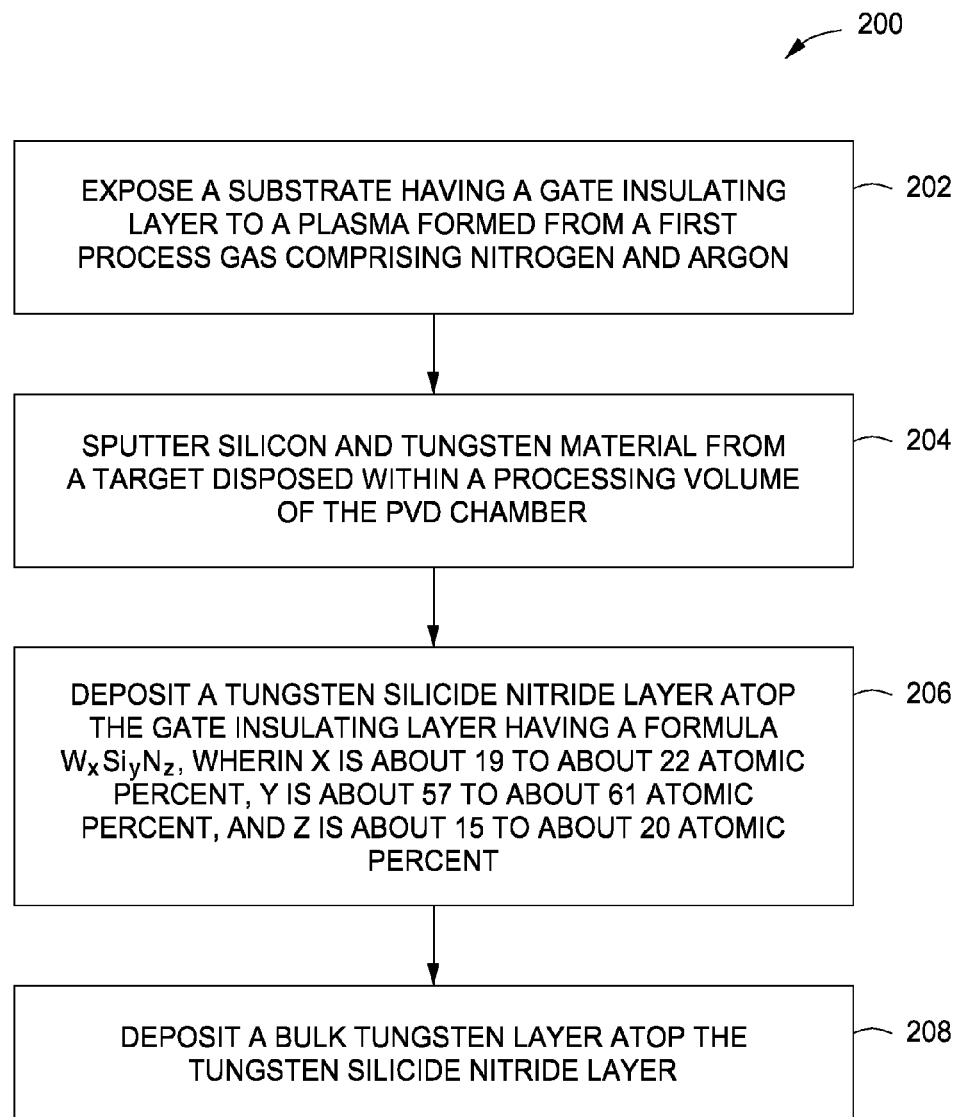 200
EXPOSE A SUBSTRATE HAVING A GATE INSULATING
LAYER TO A PLASMA FORMED FROM A FIRST
PROCESS GAS COMPRISING NITROGEN AND ARGON
202
SPUTTER SILICON AND TUNGSTEN MATERIAL FROM
A TARGET DISPOSED WITHIN A PROCESSING VOLUME
OF THE PVD CHAMBER
204
DEPOSIT A TUNGSTEN SILICIDE NITRIDE LAYER ATOP
THE GATE INSULATING LAYER HAVING A FORMULA
WxSiyNz, WHERIN X IS ABOUT 19 TO ABOUT 22 ATOMIC
PERCENT, Y IS ABOUT 57 TO ABOUT 61 ATOMIC
PERCENT, AND Z IS ABOUT 15 TO ABOUT 20 ATOMIC
PERCENT
206
DEPOSIT A BULK TUNGSTEN LAYER ATOP THE
TUNGSTEN SILICIDE NITRIDE LAYER
208